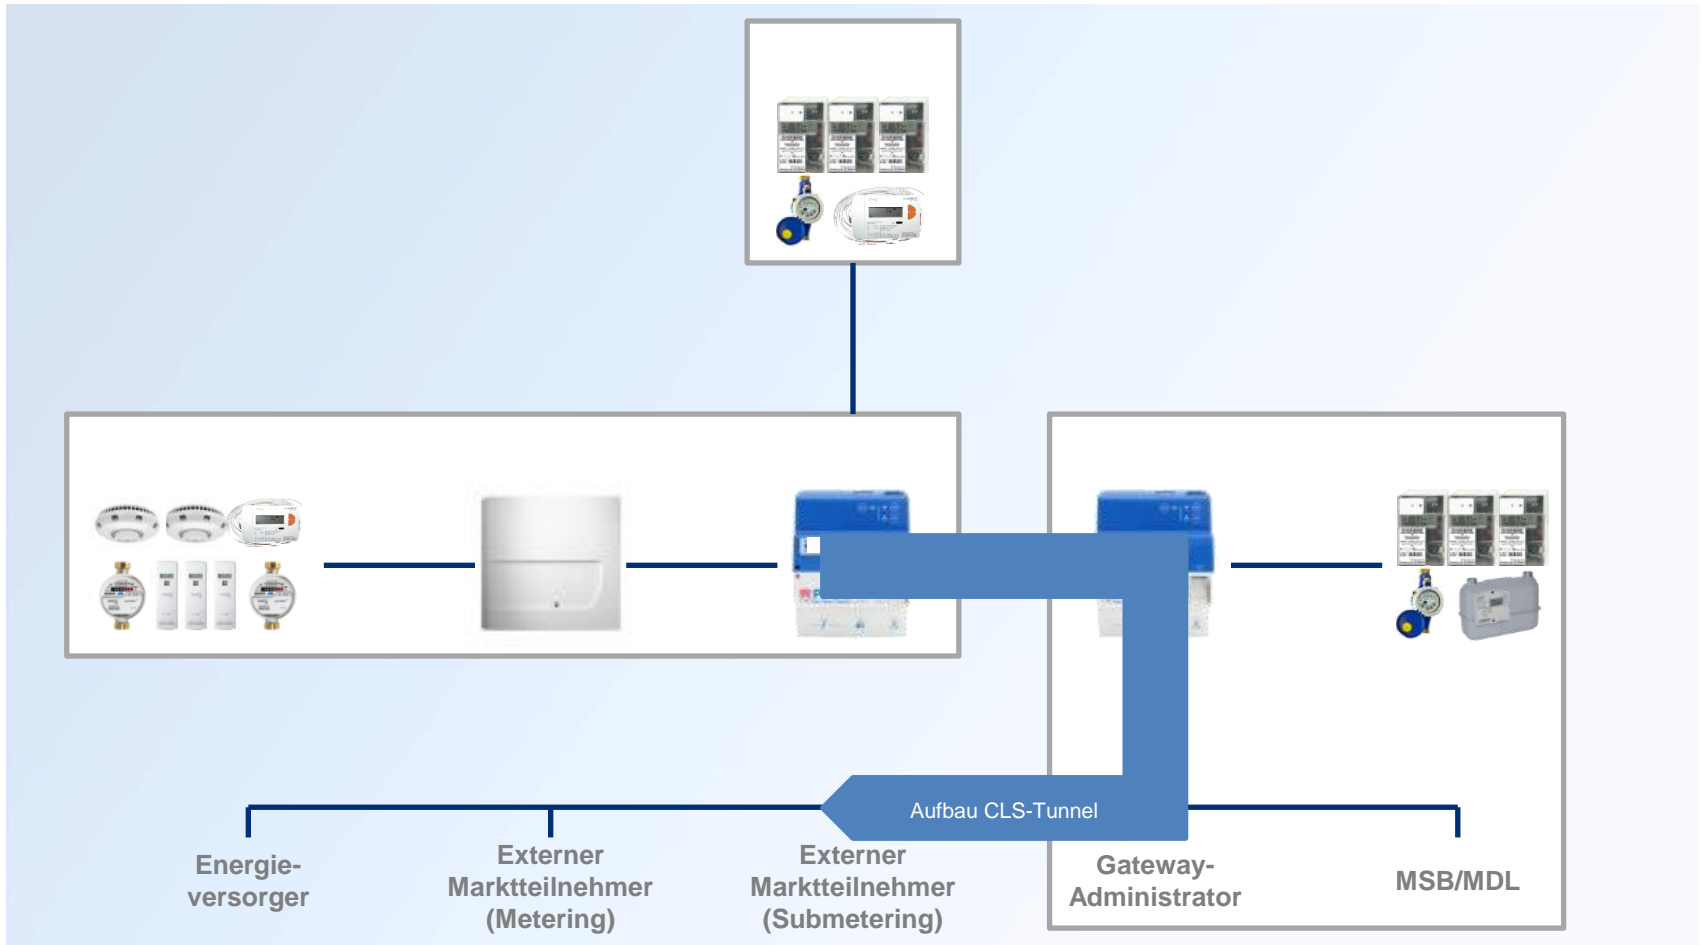 Aufbau CLS-Tunnel
Energie-
versorger
Externer
Marktteilnehmer
(Metering)
Externer
Marktteilnehmer
(Submetering)
Gateway-
Administrator
MSB/MDL